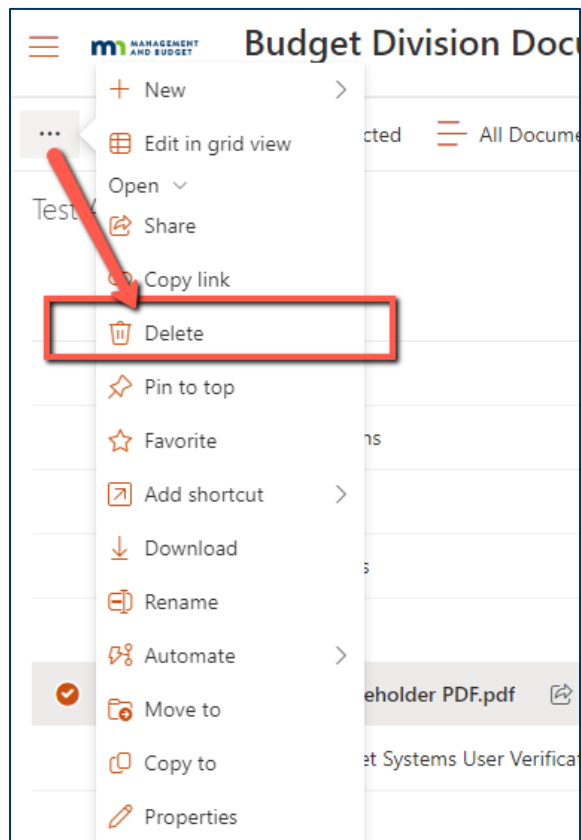 MANAGEMENT
AND BUDGET
Budget Division Docu
New
...
Edit in grid view
cted
All Docume
Open
Test
Share
Copy link
Delete
Pin to top
Favorite
ns
Add shortcut
Download
s
Rename
Automate
eholder PDF.pdf
Move to
Copy to
et Systems User Verificat
Properties